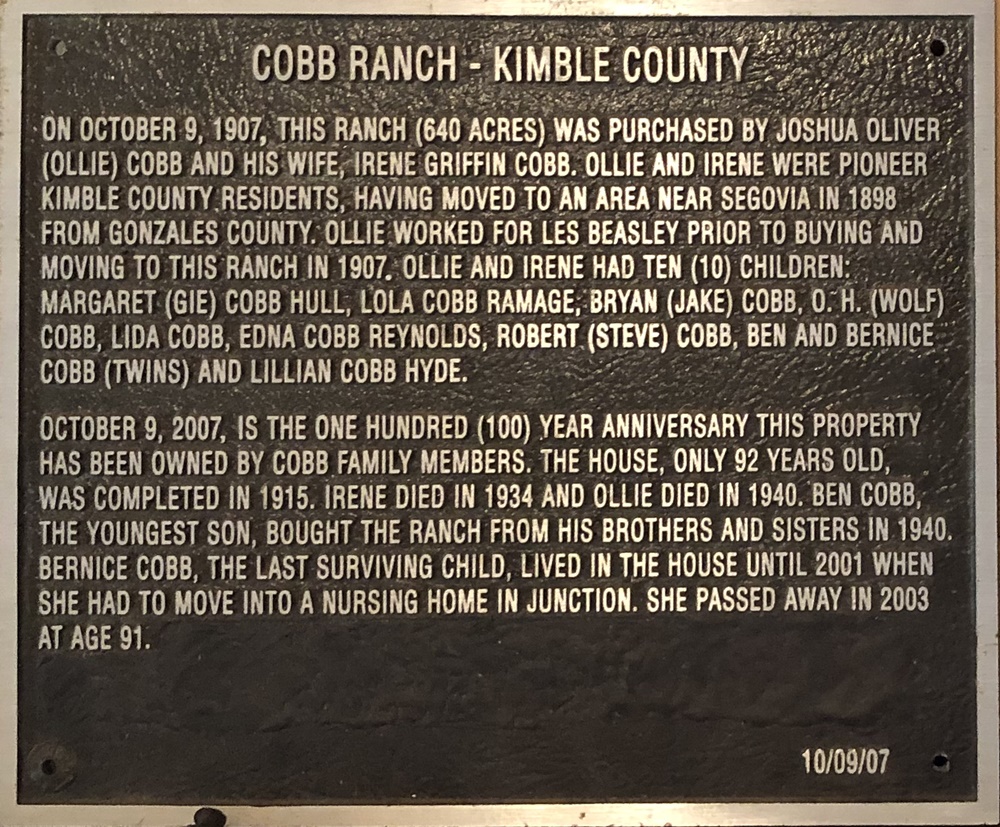 COBB RANCH - KIMBLE COUNTY
ON OCTOBER 9, 1907, THIS RANCH (640 ACRES) WAS PURCHASED BY JOSHUA OLIVER
(OLLIE) COBB AND HIS WIFE, IRENE GRIFFIN COBB. OLLIE AND IRENE WERE PIONEER
KIMBLE COUNTY RESIDENTS, HAVING MOVED TO AN AREA NEAR SEGOVIA IN 1898
FROM GONZALES COUNTY. OLLIE WORKED FOR LES BEASLEY PRIOR TO BUYING AND
MOVING TO THIS RANCH IN 1907. OLLIE AND IRENE HAD TEN (10) CHILDREN:
MARGARET (GIE) COBB HULL, LOLA COBB RAMAGE, BRYAN (JAKE) COBB, O. H. (WOLF)
COBB, LIDA COBB, EDNA COBB REYNOLDS, ROBERT (STEVE) COBB, BEN AND BERNICE
COBB (TWINS) AND LILLIAN COBB HYDE.
OCTOBER 9, 2007, IS THE ONE HUNDRED (100) YEAR ANNIVERSARY THIS PROPERTY
HAS BEEN OWNED BY COBB FAMILY MEMBERS. THE HOUSE, ONLY 92 YEARS OLD,
WAS COMPLETED IN 1915. IRENE DIED IN 1934 AND OLLIE DIED IN 1940. BEN COBB,
THE YOUNGEST SON, BOUGHT THE RANCH FROM HIS BROTHERS AND SISTERS IN 1940.
BERNICE COBB, THE LAST SURVIVING CHILD, LIVED IN THE HOUSE UNTIL 2001 WHEN
SHE HAD TO MOVE INTO A NURSING HOME IN JUNCTION. SHE PASSED AWAY IN 2003
AT AGE 91.
10/09/07